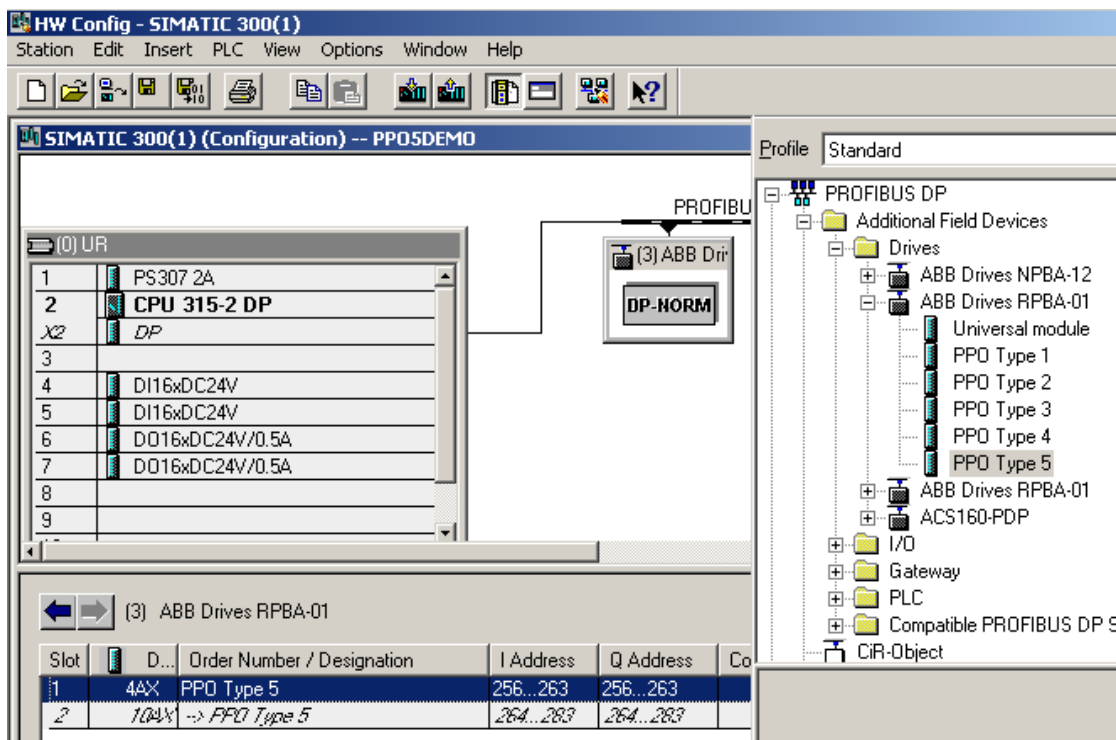 HW Config - SIMATIC 300(1)
Station Edit Insert PLC View Options Window Help
SIMATIC 300(1) (Configuration) -- PPO5DEMO
(0) UR
1 PS307 2A
2 CPU 315-2 DP
X2 DP
3
4 DI16xDC24V
5 DI16xDC24V
6 DO16xDC24V/0.5A
7 DO16xDC24V/0.5A
8
9
PROFIBU
(3) ABB Dri
DP-NORM
Profile Standard
PROFIBUS DP
Additional Field Devices
Drives
ABB Drives NPBA-12
ABB Drives RPBA-01
Universal module
PPO Type 1
PPO Type 2
PPO Type 3
PPO Type 4
PPO Type 5
ABB Drives RPBA-01
ACS160-PDP
I/O
Gateway
PLC
Compatible PROFIBUS DP S
CiR-Object
(3) ABB Drives RPBA-01
Slot D... Order Number / Designation I Address Q Address Co
1 4AX PPO Type 5 256...263 256...263
2 10AX --> PPO Type 5 264...283 264...283